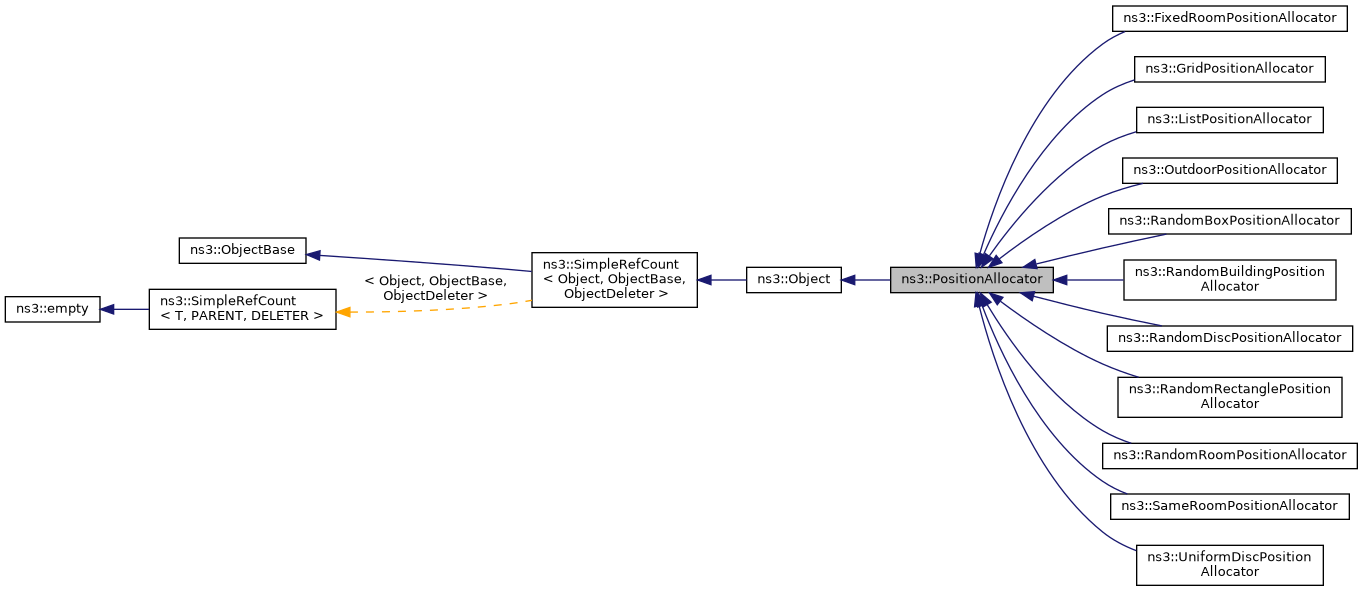 ns3::FixedRoomPositionAllocator
ns3::GridPositionAllocator
ns3::ListPositionAllocator
ns3::OutdoorPositionAllocator
ns3::RandomBoxPositionAllocator
ns3::ObjectBase
ns3::SimpleRefCount
< Object, ObjectBase,
ObjectDeleter >
ns3::Object
ns3::PositionAllocator
ns3::RandomBuildingPosition
Allocator
< Object, ObjectBase,
ObjectDeleter >
ns3::empty
ns3::SimpleRefCount
< T, PARENT, DELETER >
ns3::RandomDiscPositionAllocator
ns3::RandomRectanglePosition
Allocator
ns3::RandomRoomPositionAllocator
ns3::SameRoomPositionAllocator
ns3::UniformDiscPosition
Allocator